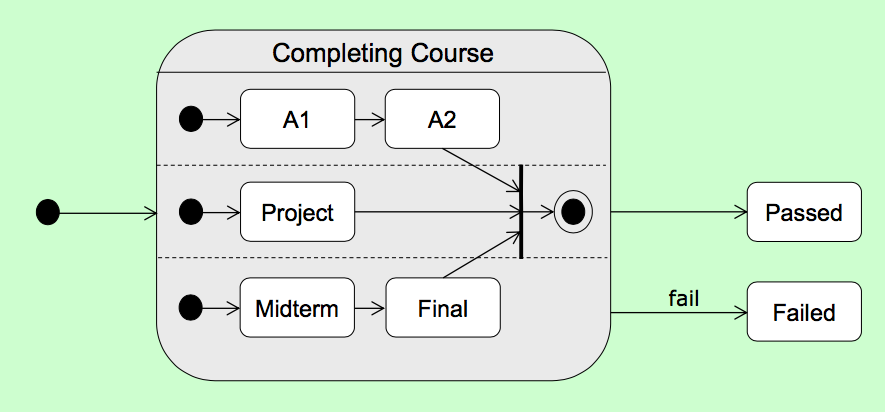 Completing Course
A1
A2
Project
Passed
fail
Midterm
Final
Failed